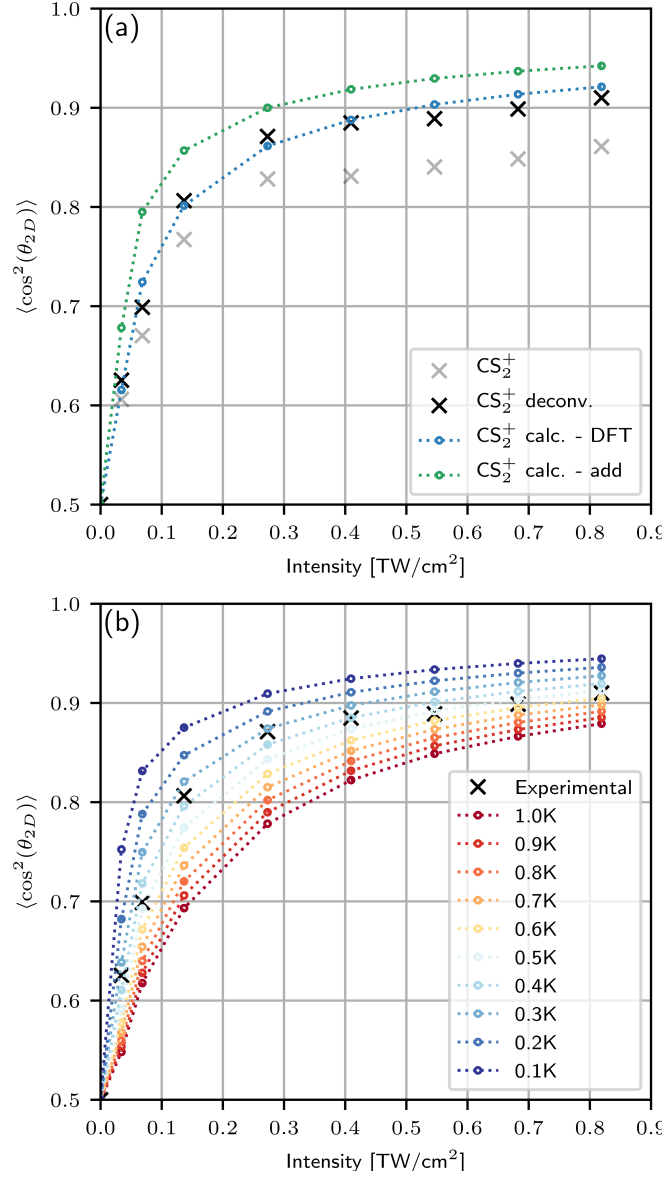 (a)
1.0
0.9
0.8
0.7
0.6
0.5
⟨cos²(θ₂D)⟩
CS₂⁺
CS₂⁺ deconv.
CS₂⁺ calc. - DFT
CS₂⁺ calc. - add
0.0 0.1 0.2 0.3 0.4 0.5 0.6 0.7 0.8 0.9
Intensity [TW/cm²]
(b)
1.0
0.9
0.8
0.7
0.6
0.5
⟨cos²(θ₂D)⟩
Experimental
1.0K
0.9K
0.8K
0.7K
0.6K
0.5K
0.4K
0.3K
0.2K
0.1K
0.0 0.1 0.2 0.3 0.4 0.5 0.6 0.7 0.8 0.9
Intensity [TW/cm²]